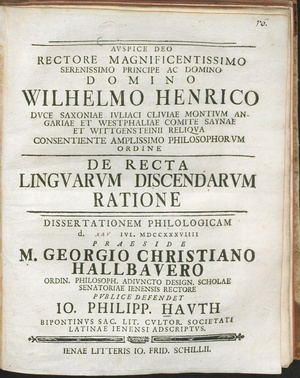 76.
AVSPICE DEO
RECTORE MAGNIFICENTISSIMO
SERENISSIMO PRINCIPE AC DOMINO
DOMINO
WILHELMO HENRICO
DVCE SAXONIAE IVLIACI CLIVIAE MONTIVM AN-
GARIAE ET WESTPHALIAE COMITE SAYNAE
ET WITTGENSTEINII RELIQVA
CONSENTIENTE AMPLISSIMO PHILOSOPHORVM
ORDINE
DE RECTA
LINGVARVM DISCENDARVM
RATIONE
DISSERTATIONEM PHILOLOGICAM
d. IVL. MDCCXXXVIIII
PRAESIDE
M. GEORGIO CHRISTIANO
HALLBAVERO
ORDIN. PHILOSOPH. ADIVNCTO DESIGN. SCHOLAE
SENATORIAE IENENSIS RECTORE
PVBLICE DEFENDET
IO. PHILIPP. HAVTH
BIPONTINVS SAC. LIT. CVLTOR. SOCIETATI
LATINAE IENENSI ADSCRIPTVS.
IENAE LITTERIS IO. FRID. SCHILLII.